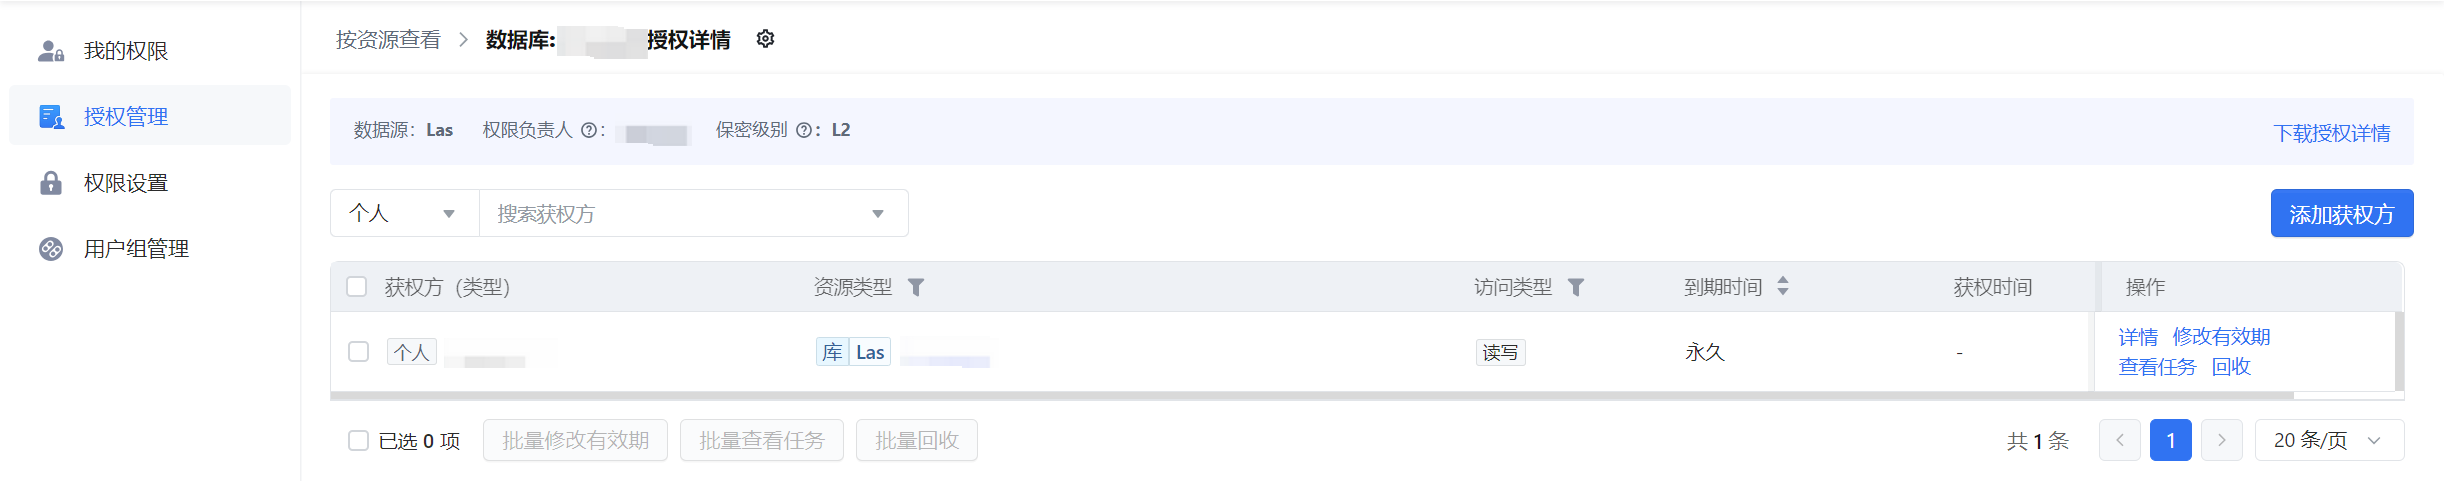 我的权限
授权管理
权限设置
用户组管理
按资源查看 > 数据库: 授权详情
数据源: Las 权限负责人 ?: 保密级别 ?: L2 下载授权详情
个人 搜索获权方 添加获权方
获权方（类型） 资源类型 访问类型 到期时间 获权时间 操作
个人 库 Las 读写 永久 - 详情 修改有效期
查看任务 回收
已选 0 项 批量修改有效期 批量查看任务 批量回收 共 1 条 < 1 > 20 条/页